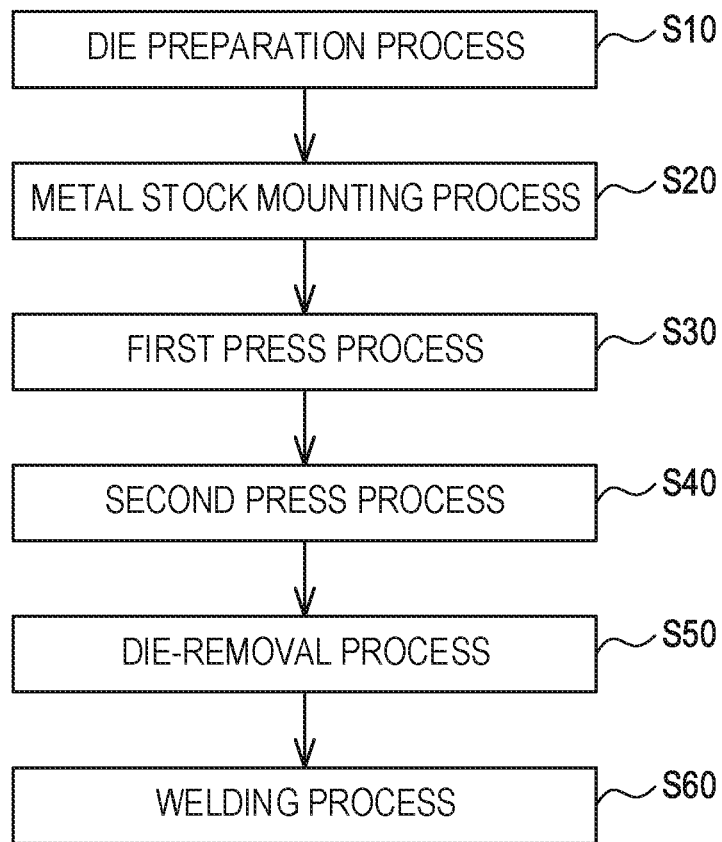 DIE PREPARATION PROCESS S10
METAL STOCK MOUNTING PROCESS S20
FIRST PRESS PROCESS S30
SECOND PRESS PROCESS S40
DIE-REMOVAL PROCESS S50
WELDING PROCESS S60